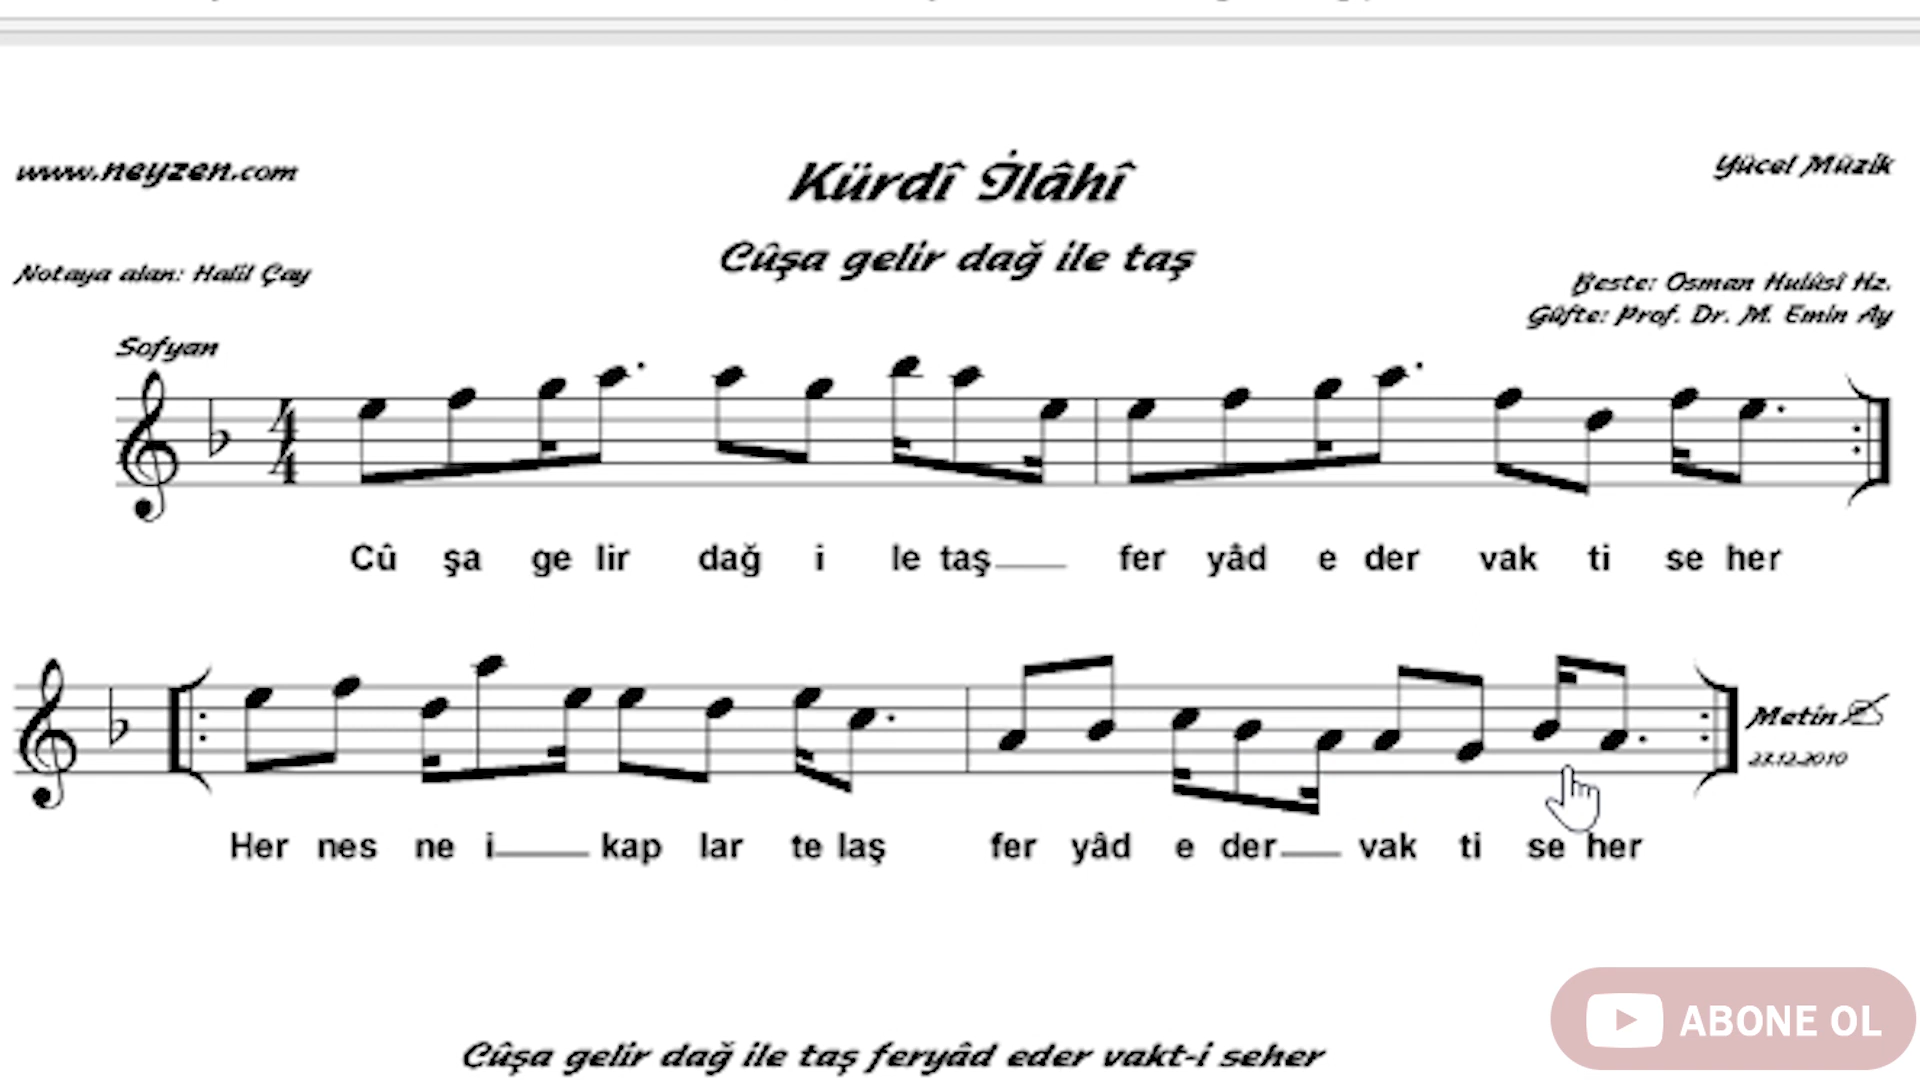 www.neyzen.com
Kürdî İlâhî
Yücel Müzik
Cûşa gelir dağ ile taş
Notaya alan: Halil Çay
Beste: Osman Hulûsî Hz.
Güfte: Prof. Dr. M. Emin Ay
Sofyan
4
4
Cû şa ge lir dağ i le taş fer yâd e der vak ti se her
Metin
23.12.2010
Her nes ne i kap lar te laş fer yâd e der vak ti se her
ABONE OL
Cûşa gelir dağ ile taş feryâd eder vakt-i seher